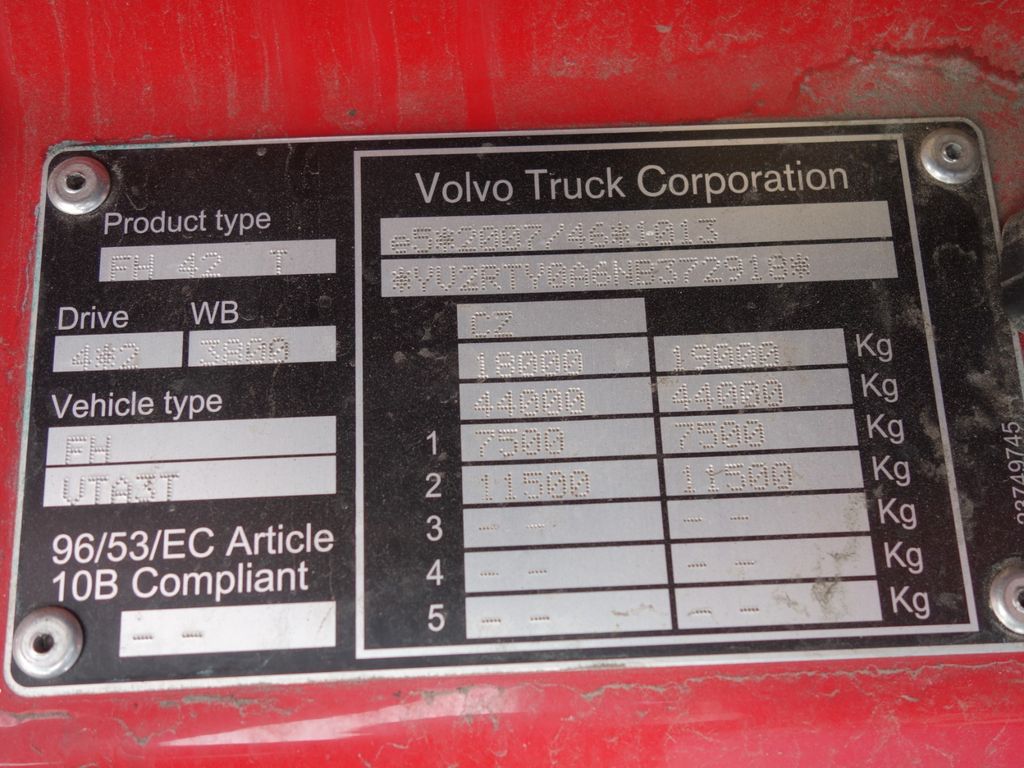 Product type
FH 42 T
Drive WB
4*2 3800
Vehicle type
FH
VTA3T
96/53/EC Article
10B Compliant
-- --
Volvo Truck Corporation
e5*2007/46*1013
*YV2RTY0A6NB372918*
CZ
18000 19000 Kg
44000 44000 Kg
1 7500 7500 Kg
2 11500 11500 Kg
3 -- -- -- -- Kg
4 -- -- -- -- Kg
5 -- -- -- -- Kg